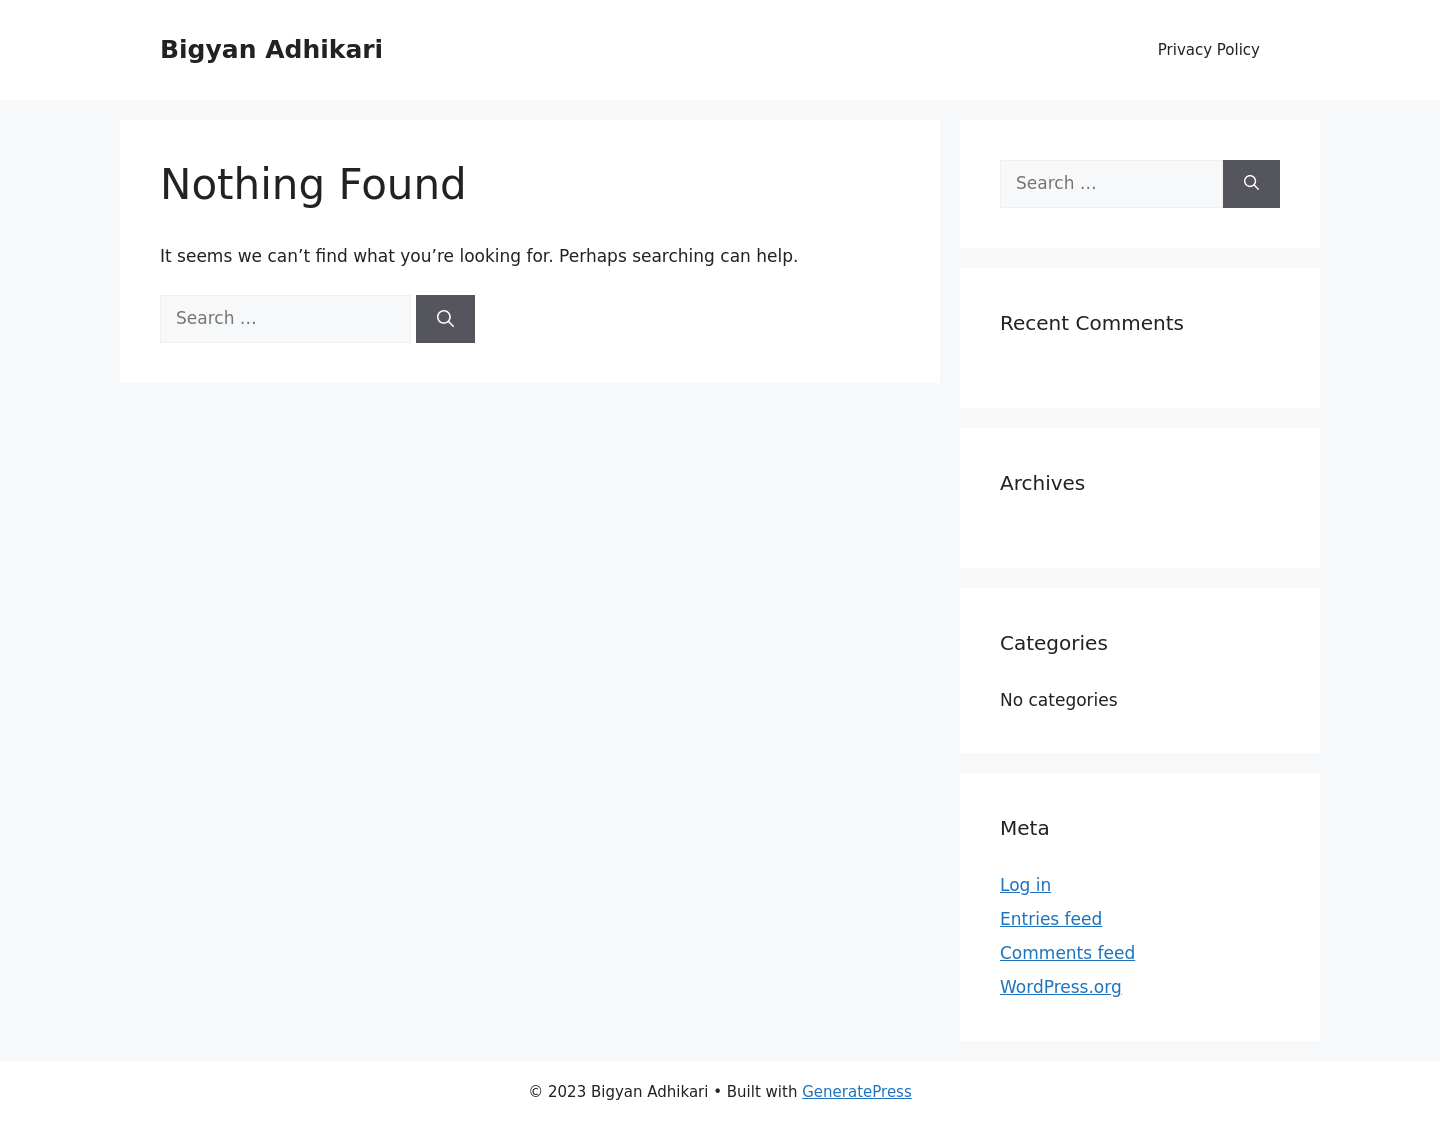 Bigyan Adhikari
Privacy Policy
Nothing Found
It seems we can’t find what you’re looking for. Perhaps searching can help.
Search …
Search …
Recent Comments
Archives
Categories
No categories
Meta
Log in
Entries feed
Comments feed
WordPress.org
© 2023 Bigyan Adhikari • Built with GeneratePress